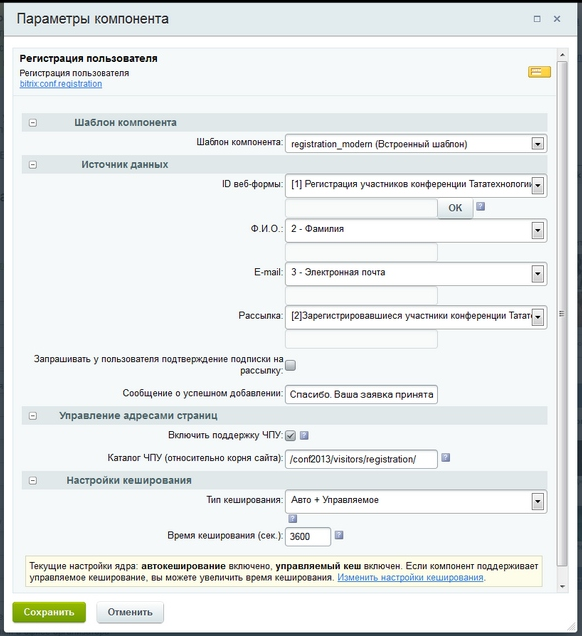 Параметры компонента
Регистрация пользователя
Регистрация пользователя
bitrix:conf.registration
Шаблон компонента
Шаблон компонента: registration_modern (Встроенный шаблон)
Источник данных
ID веб-формы: [1] Регистрация участников конференции Тататехнологии
OK
Ф.И.О.: 2 - Фамилия
E-mail: 3 - Электронная почта
Рассылка: [2]Зарегистрировавшиеся участники конференции Татат
Запрашивать у пользователя подтверждение подписки на
рассылку:
Сообщение о успешном добавлении: Спасибо. Ваша заявка принята
Управление адресами страниц
Включить поддержку ЧПУ:
Каталог ЧПУ (относительно корня сайта): /conf2013/visitors/registration/
Настройки кеширования
Тип кеширования: Авто + Управляемое
Время кеширования (сек.): 3600
Текущие настройки ядра: автокеширование включено, управляемый кеш включен. Если компонент поддерживает
управляемое кеширование, вы можете увеличить время кеширования. Изменить настройки кеширования.
Сохранить Отменить